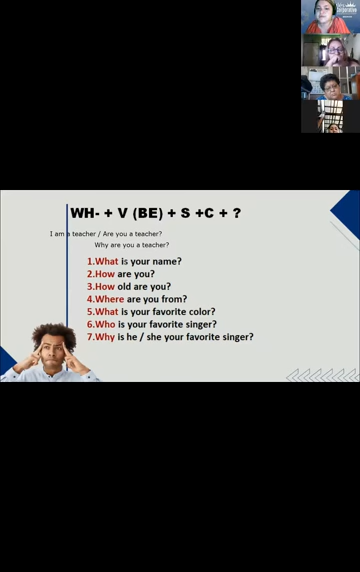 WH- + V (BE) + S +C + ?
I am a teacher / Are you a teacher?
Why are you a teacher?
1.What is your name?
2.How are you?
3.How old are you?
4.Where are you from?
5.What is your favorite color?
6.Who is your favorite singer?
7.Why is he / she your favorite singer?